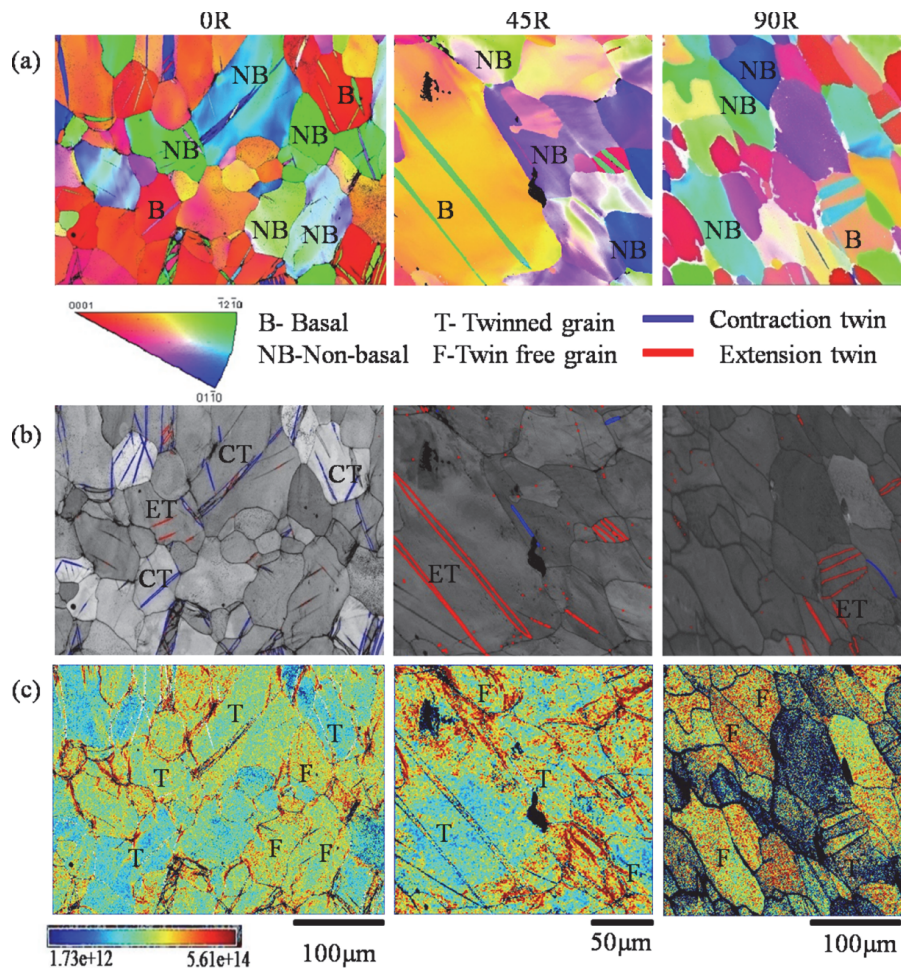 0R 45R 90R
(a)
NB NB NB
B NB
NB NB NB
B B NB B
NB NB NB
0001 1̄21̄0
011̄0
B- Basal T- Twinned grain Contraction twin
NB-Non-basal F-Twin free grain Extension twin
(b)
CT CT
ET
CT ET ET
(c)
T T F F
T F T F
T F F T F T
F
1.73e+12 5.61e+14
100μm 50μm 100μm